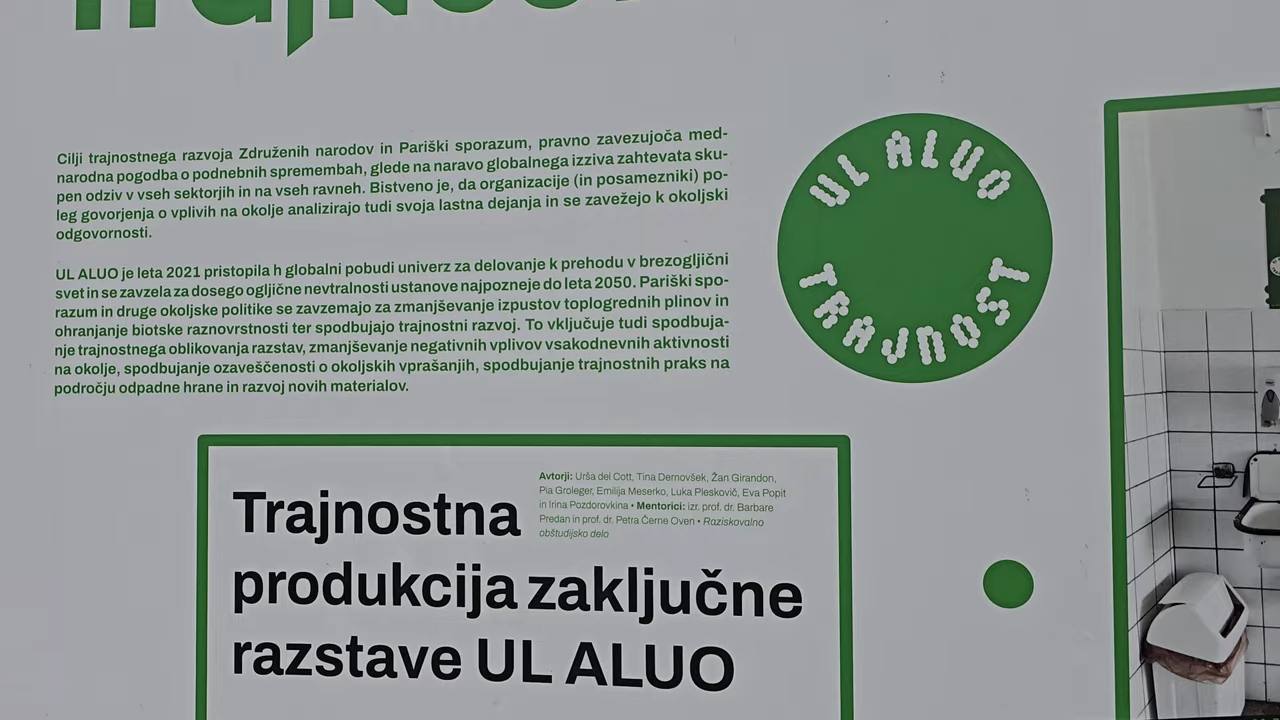 Trajnost
Cilji trajnostnega razvoja Združenih narodov in Pariški sporazum, pravno zavezujoča med-
narodna pogodba o podnebnih spremembah, glede na naravo globalnega izziva zahtevata sku-
pen odziv v vseh sektorjih in na vseh ravneh. Bistveno je, da organizacije (in posamezniki) po-
leg govorjenja o vplivih na okolje analizirajo tudi svoja lastna dejanja in se zavežejo k okoljski
odgovornosti.
UL ALUO je leta 2021 pristopila h globalni pobudi univerz za delovanje k prehodu v brezogljični
svet in se zavzela za dosego ogljične nevtralnosti ustanove najpozneje do leta 2050. Pariški spo-
razum in druge okoljske politike se zavzemajo za zmanjševanje izpustov toplogrednih plinov in
ohranjanje biotske raznovrstnosti ter spodbujajo trajnostni razvoj. To vključuje tudi spodbuja-
nje trajnostnega oblikovanja razstav, zmanjševanje negativnih vplivov vsakodnevnih aktivnosti
na okolje, spodbujanje ozaveščenosti o okoljskih vprašanjih, spodbujanje trajnostnih praks na
področju odpadne hrane in razvoj novih materialov.
UL ALUO
TRAJNOST
Trajnostna
produkcija zaključne
razstave UL ALUO
Avtorji: Urša del Cott, Tina Dernovšek, Žan Girandon,
Pia Groleger, Emilija Meserko, Luka Pleskovič, Eva Popit
in Irina Pozdorovkina • Mentorici: izr. prof. dr. Barbare
Predan in prof. dr. Petra Černe Oven • Raziskovalno
obštudijsko delo